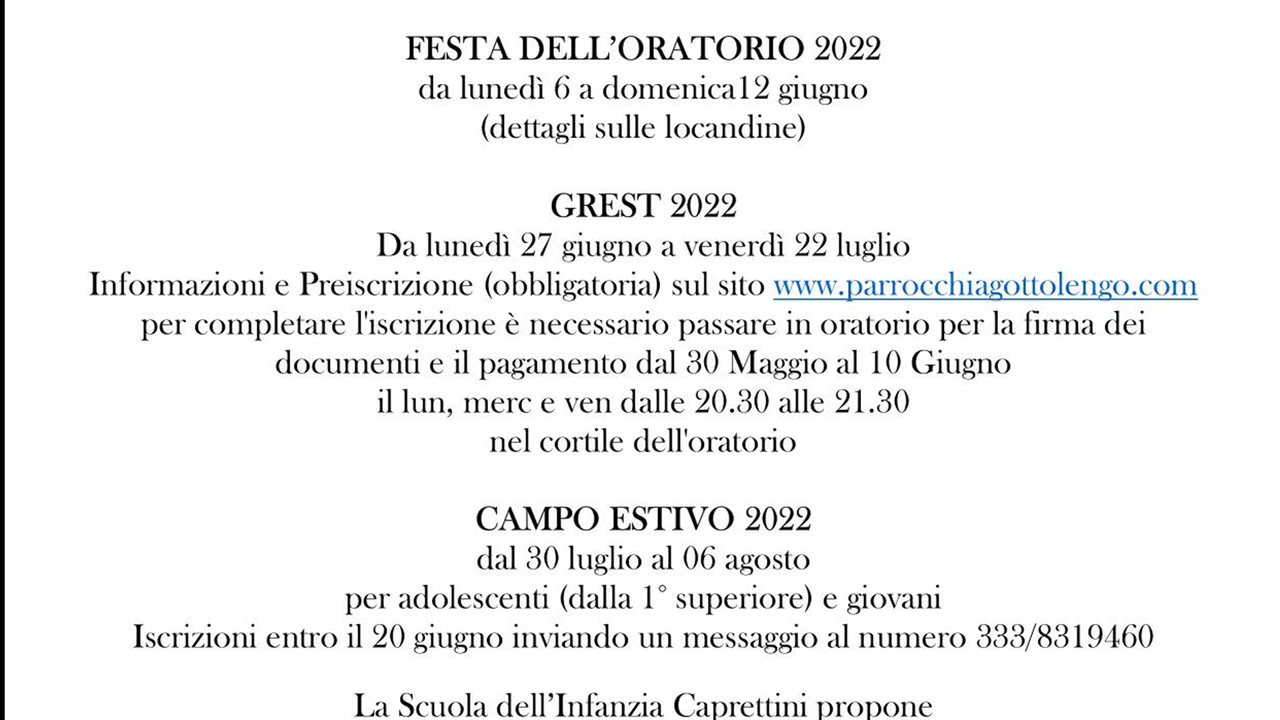 FESTA DELL’ORATORIO 2022
da lunedì 6 a domenica12 giugno
(dettagli sulle locandine)
GREST 2022
Da lunedì 27 giugno a venerdì 22 luglio
Informazioni e Preiscrizione (obbligatoria) sul sito www.parrocchiagottolengo.com
per completare l'iscrizione è necessario passare in oratorio per la firma dei
documenti e il pagamento dal 30 Maggio al 10 Giugno
il lun, merc e ven dalle 20.30 alle 21.30
nel cortile dell'oratorio
CAMPO ESTIVO 2022
dal 30 luglio al 06 agosto
per adolescenti (dalla 1° superiore) e giovani
Iscrizioni entro il 20 giugno inviando un messaggio al numero 333/8319460
La Scuola dell’Infanzia Caprettini propone